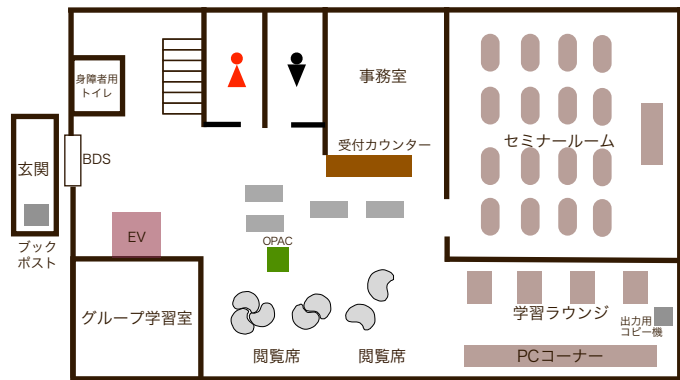 事務室
身障者用
トイレ
受付カウンター
セミナールーム
BDS
玄関
EV
ブック
ポスト
OPAC
グループ学習室
学習ラウンジ
出力用
コピー機
閲覧席
閲覧席
PCコーナー